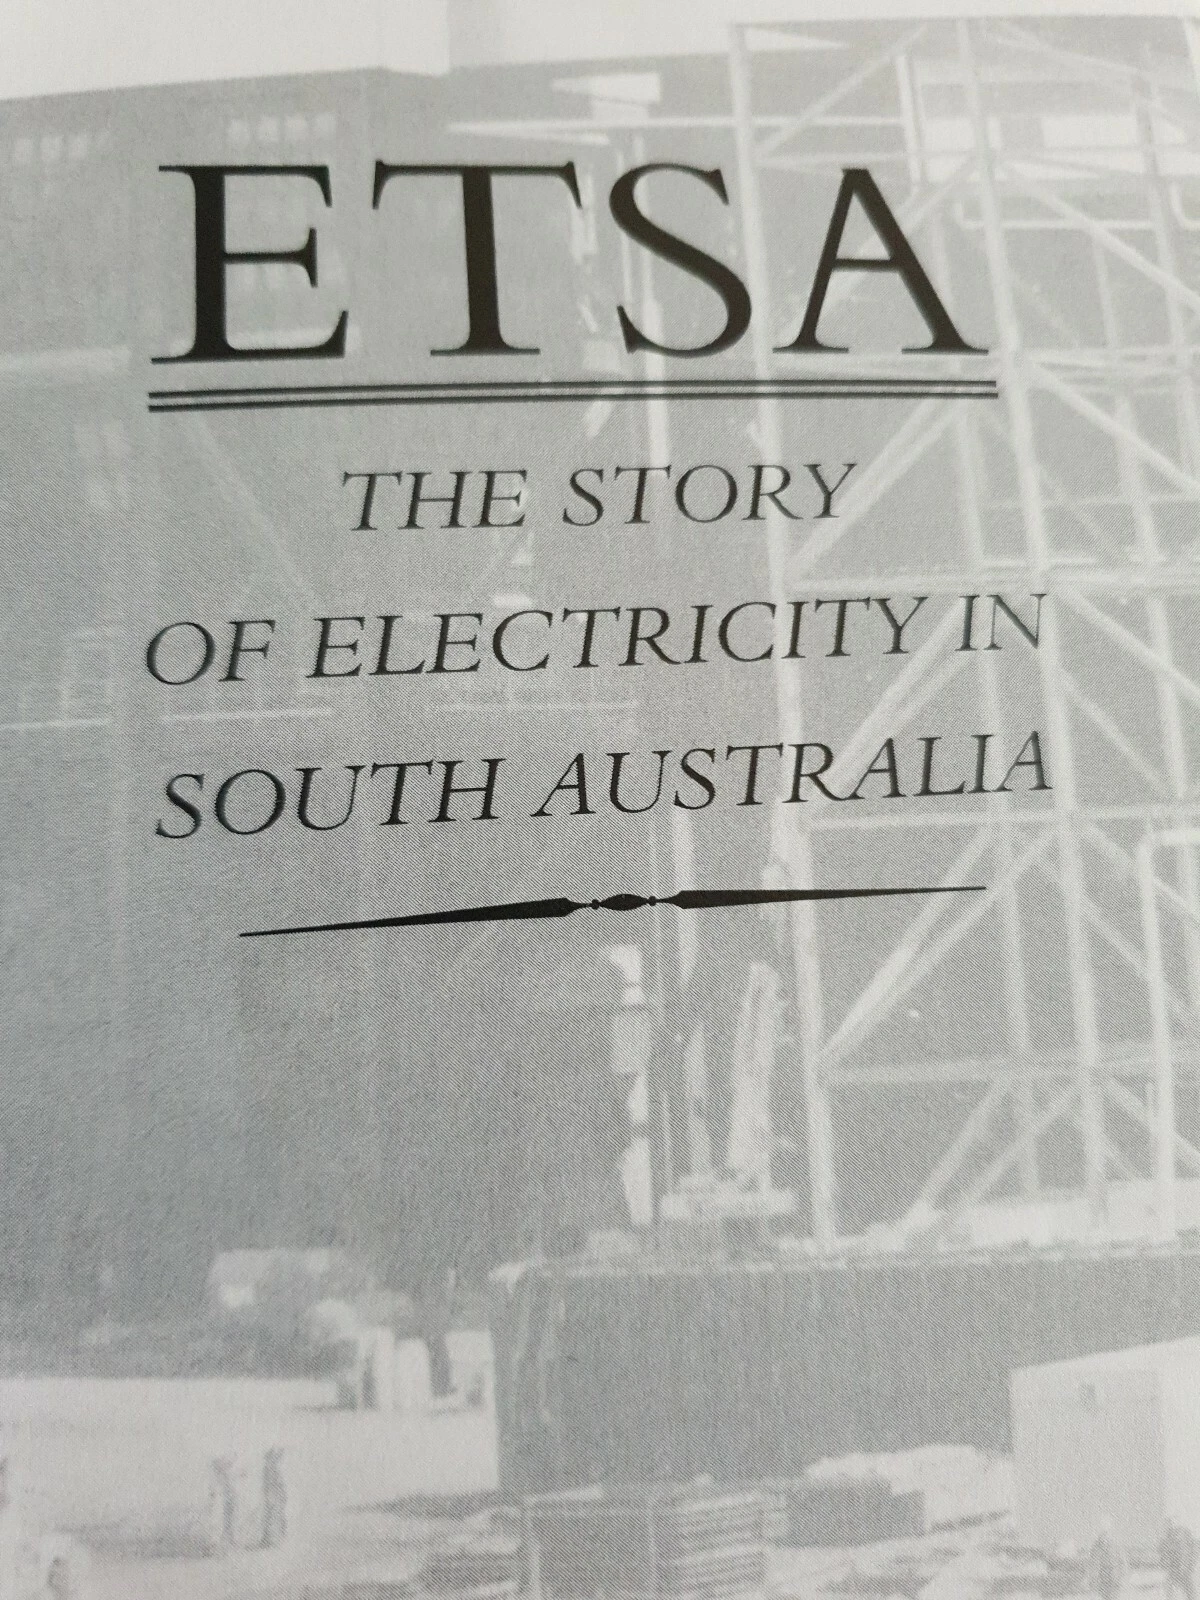 ETSA
THE STORY
OF ELECTRICITY IN
SOUTH AUSTRALIA